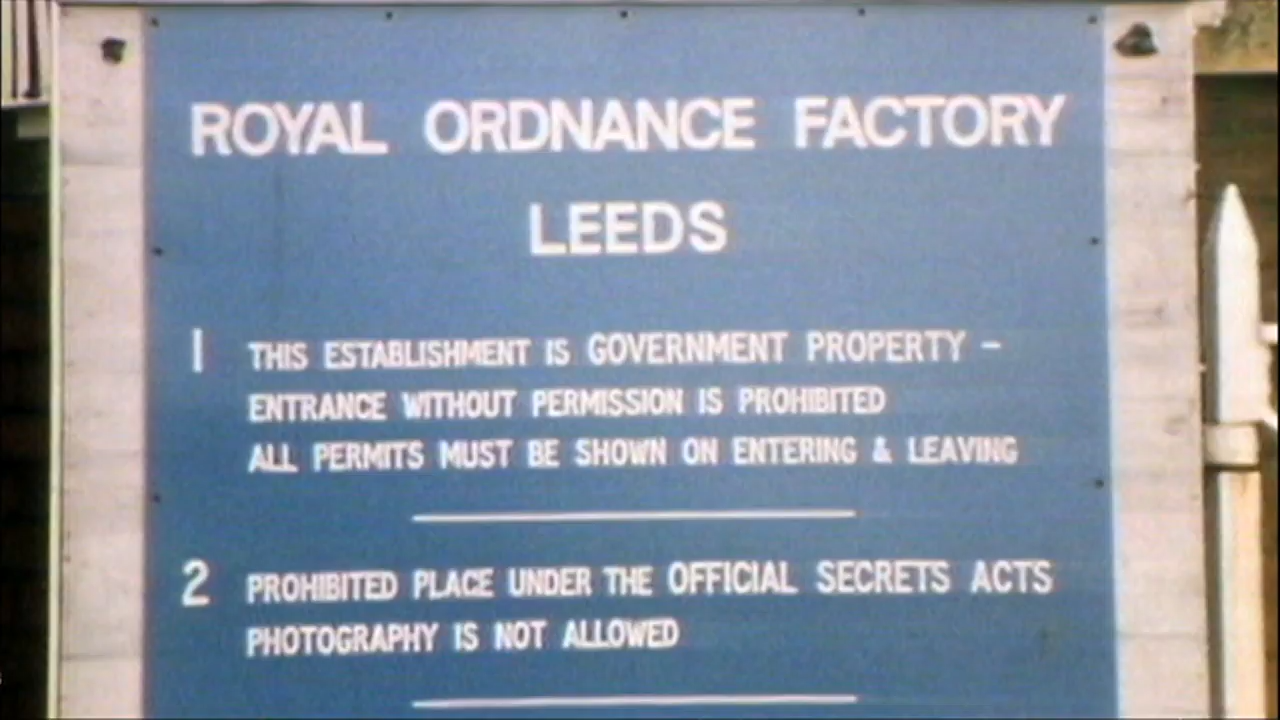 ROYAL ORDNANCE FACTORY
LEEDS
1 THIS ESTABLISHMENT IS GOVERNMENT PROPERTY –
ENTRANCE WITHOUT PERMISSION IS PROHIBITED
ALL PERMITS MUST BE SHOWN ON ENTERING & LEAVING
2 PROHIBITED PLACE UNDER THE OFFICIAL SECRETS ACTS
PHOTOGRAPHY IS NOT ALLOWED